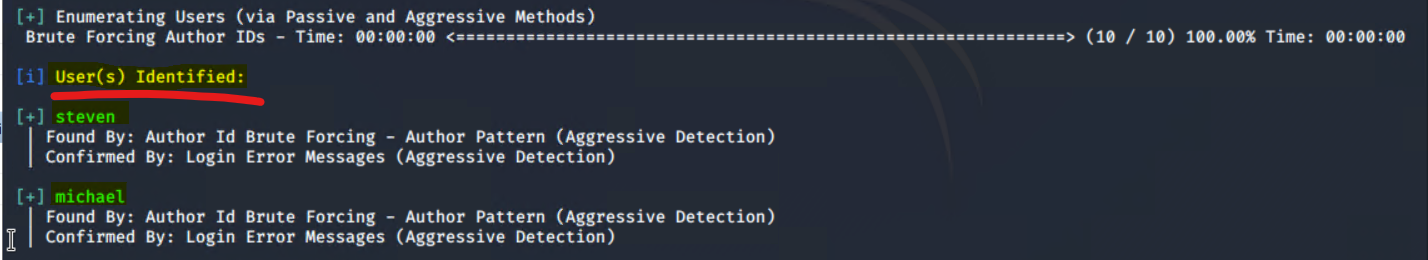 [+] Enumerating Users (via Passive and Aggressive Methods)
Brute Forcing Author IDs - Time: 00:00:00 <=============================================================> (10 / 10) 100.00% Time: 00:00:00
[i] User(s) Identified:
[+] steven
| Found By: Author Id Brute Forcing - Author Pattern (Aggressive Detection)
| Confirmed By: Login Error Messages (Aggressive Detection)
[+] michael
| Found By: Author Id Brute Forcing - Author Pattern (Aggressive Detection)
| Confirmed By: Login Error Messages (Aggressive Detection)